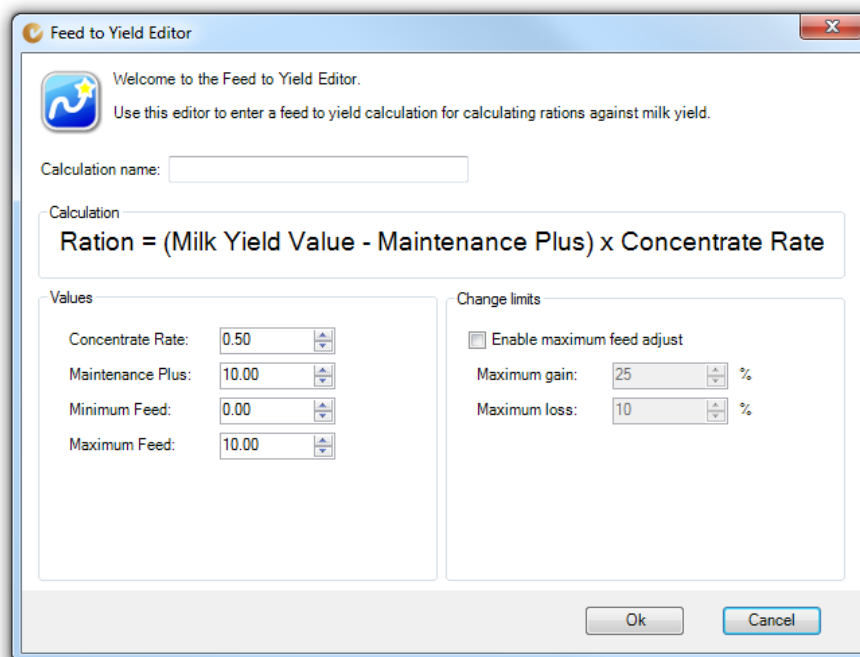 Feed to Yield Editor
Welcome to the Feed to Yield Editor.
Use this editor to enter a feed to yield calculation for calculating rations against milk yield.
Calculation name:
Calculation
Ration = (Milk Yield Value - Maintenance Plus) x Concentrate Rate
Values
Concentrate Rate: 0.50
Maintenance Plus: 10.00
Minimum Feed: 0.00
Maximum Feed: 10.00
Change limits
Enable maximum feed adjust
Maximum gain: 25 %
Maximum loss: 10 %
Ok Cancel